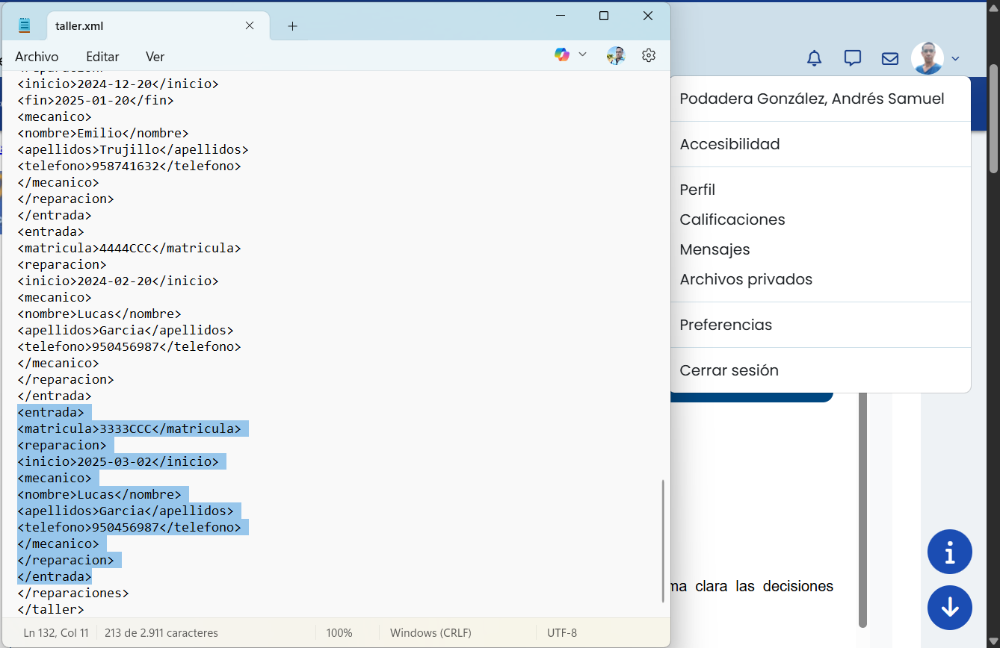 taller.xml
Archivo Editar Ver
<inicio>2024-12-20</inicio>
<fin>2025-01-20</fin>
<mecanico>
<nombre>Emilio</nombre>
<apellidos>Trujillo</apellidos>
<telefono>958741632</telefono>
</mecanico>
</reparacion>
</entrada>
<entrada>
<matricula>4444CCC</matricula>
<reparacion>
<inicio>2024-02-20</inicio>
<mecanico>
<nombre>Lucas</nombre>
<apellidos>Garcia</apellidos>
<telefono>950456987</telefono>
</mecanico>
</reparacion>
</entrada>
<entrada>
<matricula>3333CCC</matricula>
<reparacion>
<inicio>2025-03-02</inicio>
<mecanico>
<nombre>Lucas</nombre>
<apellidos>Garcia</apellidos>
<telefono>950456987</telefono>
</mecanico>
</reparacion>
</entrada>
</reparaciones>
</taller>
Ln 132, Col 11 213 de 2.911 caracteres 100% Windows (CRLF) UTF-8
Podadera González, Andrés Samuel
Accesibilidad
Perfil
Calificaciones
Mensajes
Archivos privados
Preferencias
Cerrar sesión
ma clara las decisiones